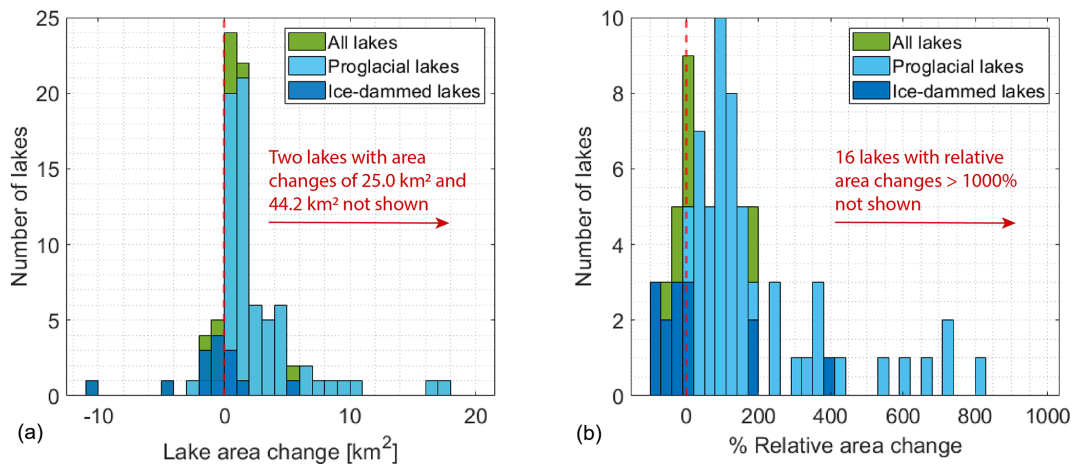 25
20
15
10
5
0
Number of lakes
All lakes
Proglacial lakes
Ice-dammed lakes
Two lakes with area
changes of 25.0 km² and
44.2 km² not shown
-10
0
10
20
Lake area change [km²]
(a)
10
8
6
4
2
0
Number of lakes
All lakes
Proglacial lakes
Ice-dammed lakes
16 lakes with relative
area changes > 1000%
not shown
0
200
400
600
800
1000
% Relative area change
(b)